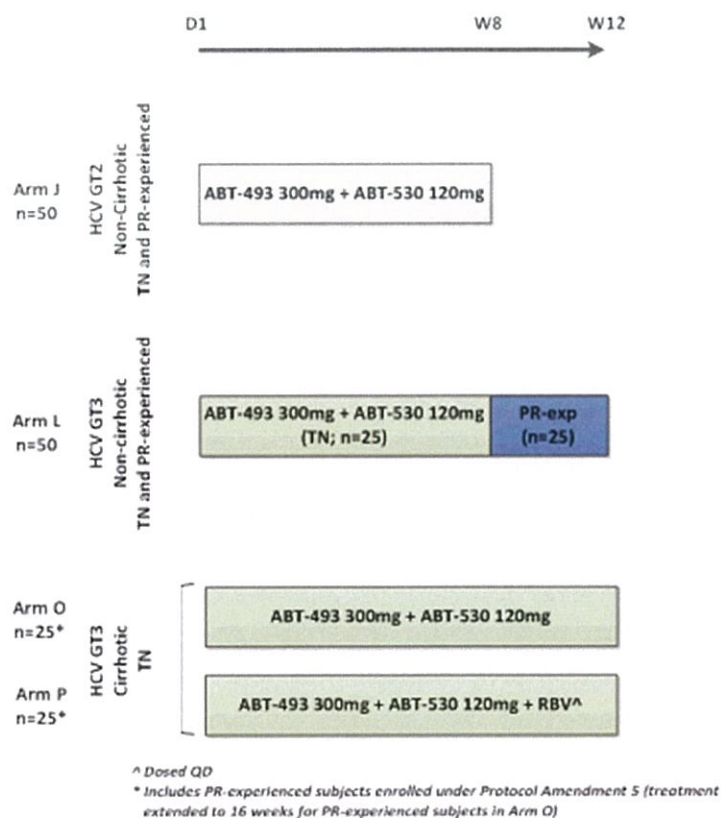 D1 W8 W12
Arm J
n=50
HCV GT2
Non-Cirrhotic
TN and PR-experienced
ABT-493 300mg + ABT-530 120mg
Arm L
n=50
HCV GT3
Non-Cirrhotic
TN and PR-experienced
ABT-493 300mg + ABT-530 120mg
(TN; n=25)
PR-exp
(n=25)
Arm O
n=25*
Arm P
n=25*
HCV GT3
Cirrhotic
TN
ABT-493 300mg + ABT-530 120mg
ABT-493 300mg + ABT-530 120mg + RBV^
^ Dosed QD
* Includes PR-experienced subjects enrolled under Protocol Amendment 5 (treatment
extended to 16 weeks for PR-experienced subjects in Arm O)